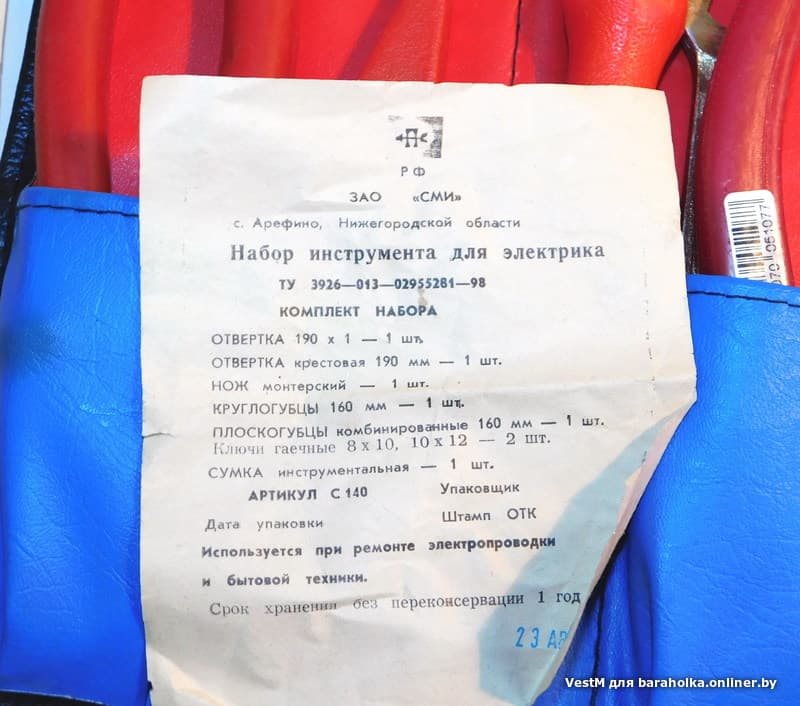 РФ
ЗАО «СМИ»
с. Арефино, Нижегородской области
Набор инструмента для электрика
ТУ 3926—013—02955281—98
КОМПЛЕКТ НАБОРА
ОТВЕРТКА 190 х 1 — 1 шт.
ОТВЕРТКА крестовая 190 мм — 1 шт.
НОЖ монтерский — 1 шт.
КРУГЛОГУБЦЫ 160 мм — 1 шт.
ПЛОСКОГУБЦЫ комбинированные 160 мм — 1 шт.
Ключи гаечные 8 х 10, 10 х 12 — 2 шт.
СУМКА инструментальная — 1 шт.
АРТИКУЛ С 140 Упаковщик
Дата упаковки Штамп ОТК
Используется при ремонте электропроводки
и бытовой техники.
Срок хранения без переконсервации 1 год
23 АР
051077
VestM для baraholka.onliner.by